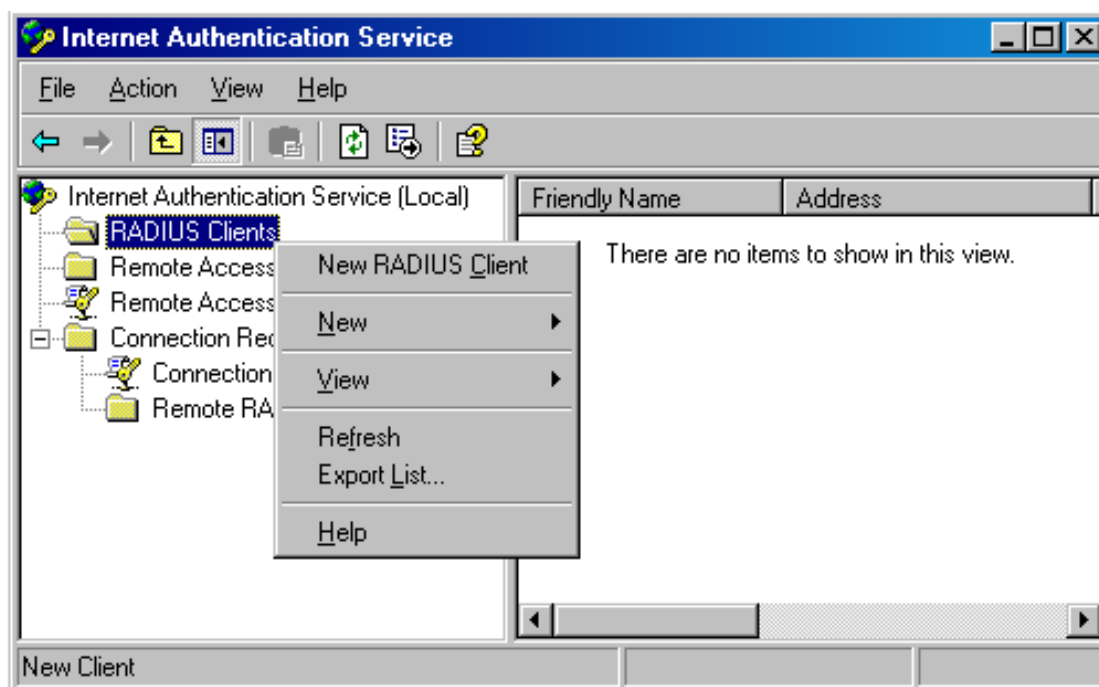 Internet Authentication Service
File Action View Help
Internet Authentication Service (Local)
RADIUS Clients
Remote Access
Remote Access
Connection Req
Connection
Remote RA
New RADIUS Client
New
View
Refresh
Export List...
Help
Friendly Name Address
There are no items to show in this view.
New Client